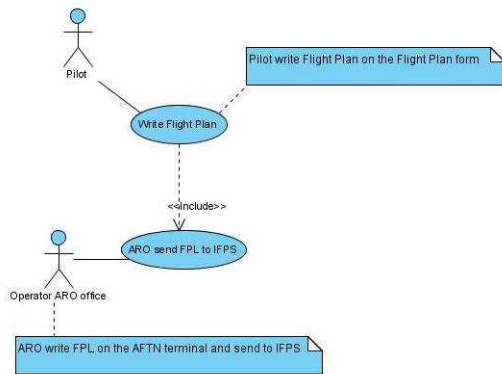 Pilot write Flight Plan on the Flight Plan form
Pilot
Write Flight Plan
<<Include>>
ARO send FPL to IFPS
Operator ARO office
ARO write FPL on the AFTN terminal and send to IFPS